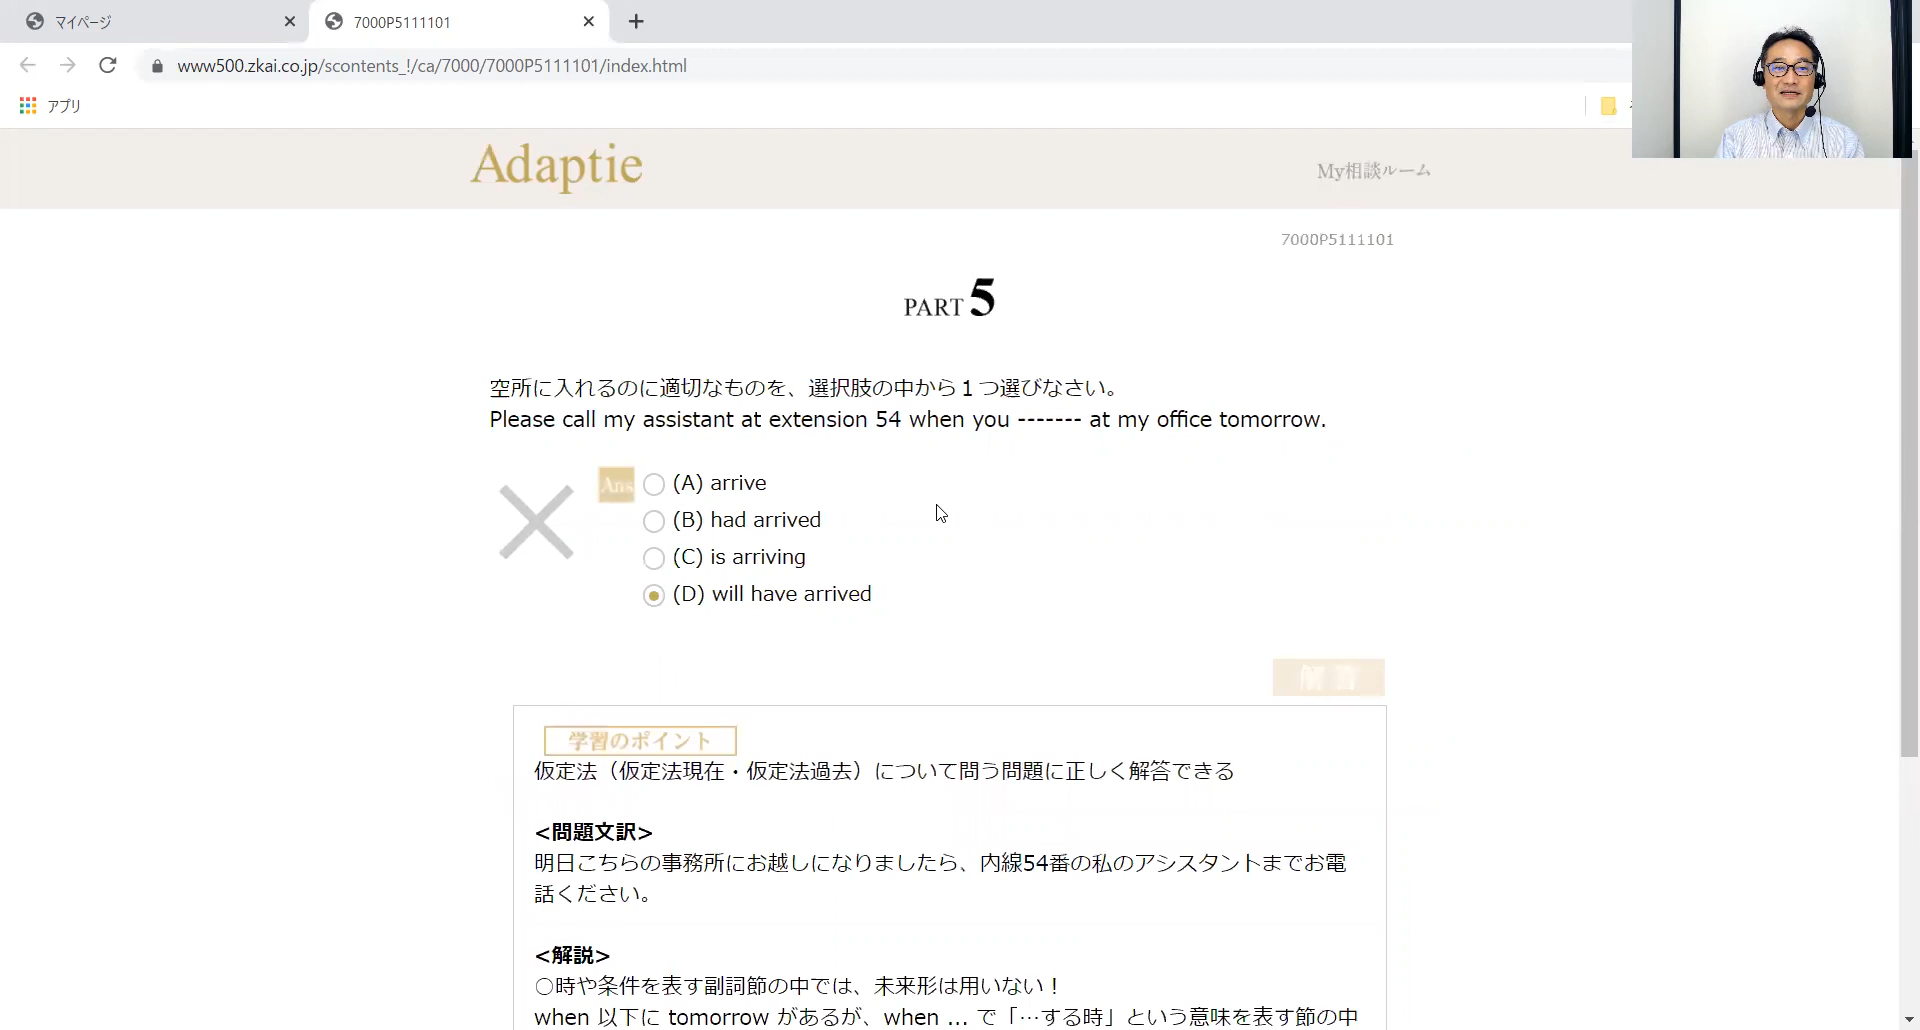 マイページ
7000P5111101
www500.zkai.co.jp/scontents_!/ca/7000/7000P5111101/index.html
アプリ
Adaptie
My相談ルーム
7000P5111101
PART 5
空所に入れるのに適切なものを、選択肢の中から１つ選びなさい。
Please call my assistant at extension 54 when you ------- at my office tomorrow.
Ans
(A) arrive
(B) had arrived
(C) is arriving
(D) will have arrived
解答
学習のポイント
仮定法（仮定法現在・仮定法過去）について問う問題に正しく解答できる
<問題文訳>
明日こちらの事務所にお越しになりましたら、内線54番の私のアシスタントまでお電
話ください。
<解説>
○時や条件を表す副詞節の中では、未来形は用いない！
when 以下に tomorrow があるが、when ... で「…する時」という意味を表す節の中